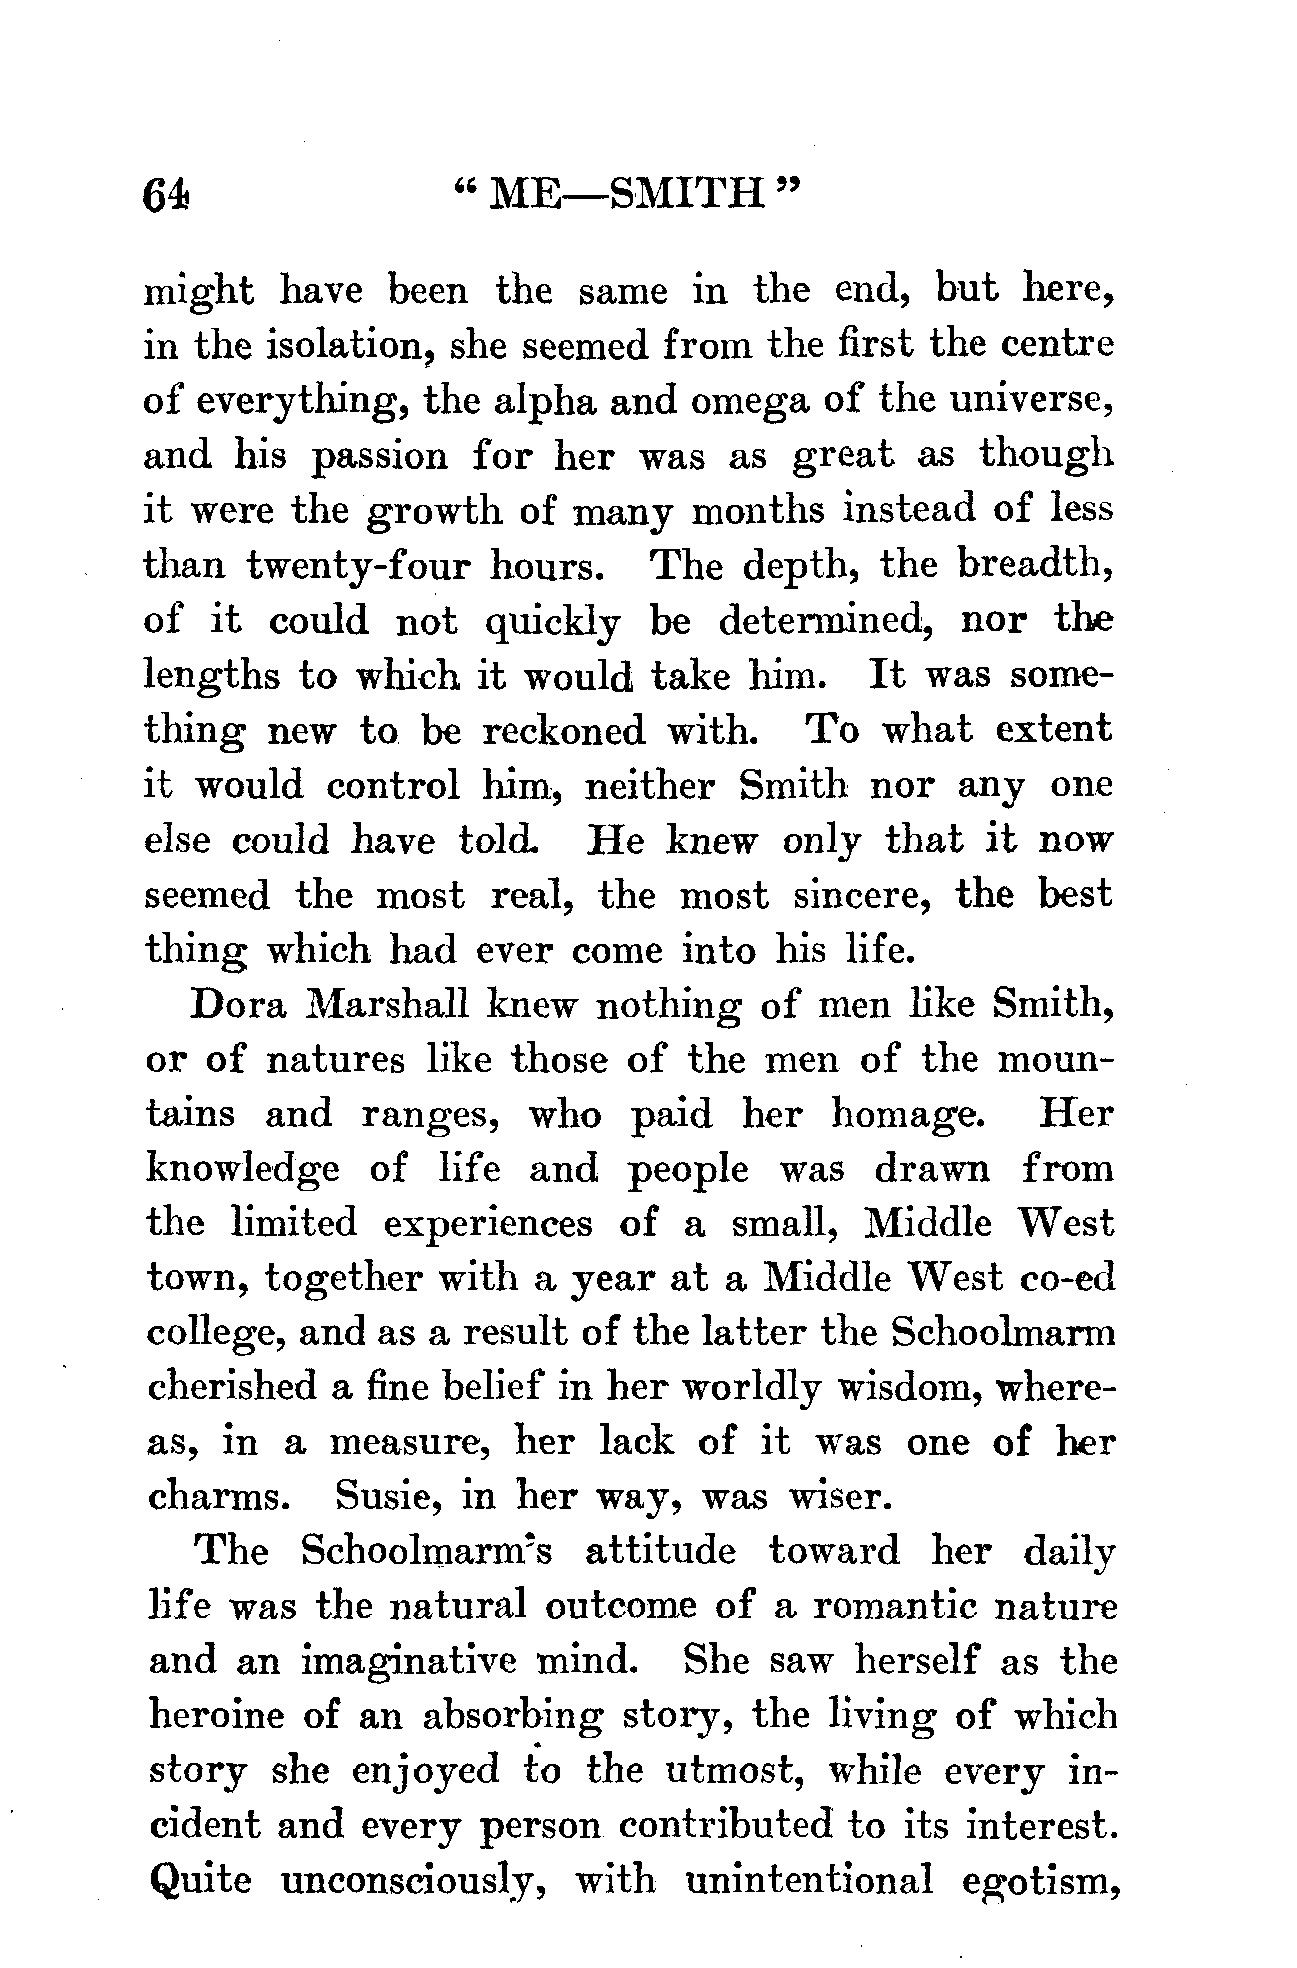 64 “ ME—SMITH ”
might have been the same in the end, but here,
in the isolation, she seemed from the first the centre
of everything, the alpha and omega of the universe,
and his passion for her was as great as though
it were the growth of many months instead of less
than twenty-four hours. The depth, the breadth,
of it could not quickly be determined, nor the
lengths to which it would take him. It was some-
thing new to be reckoned with. To what extent
it would control him, neither Smith nor any one
else could have told. He knew only that it now
seemed the most real, the most sincere, the best
thing which had ever come into his life.
Dora Marshall knew nothing of men like Smith,
or of natures like those of the men of the moun-
tains and ranges, who paid her homage. Her
knowledge of life and people was drawn from
the limited experiences of a small, Middle West
town, together with a year at a Middle West co-ed
college, and as a result of the latter the Schoolmarm
cherished a fine belief in her worldly wisdom, where-
as, in a measure, her lack of it was one of her
charms. Susie, in her way, was wiser.
The Schoolmarm's attitude toward her daily
life was the natural outcome of a romantic nature
and an imaginative mind. She saw herself as the
heroine of an absorbing story, the living of which
story she enjoyed to the utmost, while every in-
cident and every person contributed to its interest.
Quite unconsciously, with unintentional egotism,